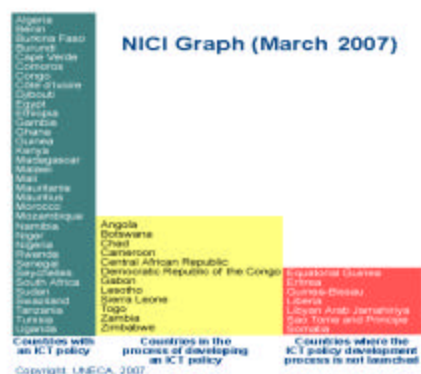 NICI Graph (March 2007)
Algeria
Benin
Burkina Faso
Burundi
Cape Verde
Comoros
Congo
Côte d'Ivoire
Djibouti
Egypt
Ethiopia
Gambia
Ghana
Guinea
Kenya
Madagascar
Malawi
Mali
Mauritania
Mauritius
Morocco
Mozambique
Namibia
Niger
Nigeria
Rwanda
Senegal
Seychelles
South Africa
Sudan
Swaziland
Tanzania
Tunisia
Uganda
Countries with
an ICT policy
Angola
Botswana
Chad
Cameroon
Central African Republic
Democratic Republic of the Congo
Gabon
Lesotho
Sierra Leone
Togo
Zambia
Zimbabwe
Countries in the
process of developing
an ICT policy
Equatorial Guinea
Eritrea
Guinea-Bissau
Liberia
Libyan Arab Jamahiriya
Sao Tome and Principe
Somalia
Countries where the
ICT policy development
process is not launched
Copyright UNECA, 2007